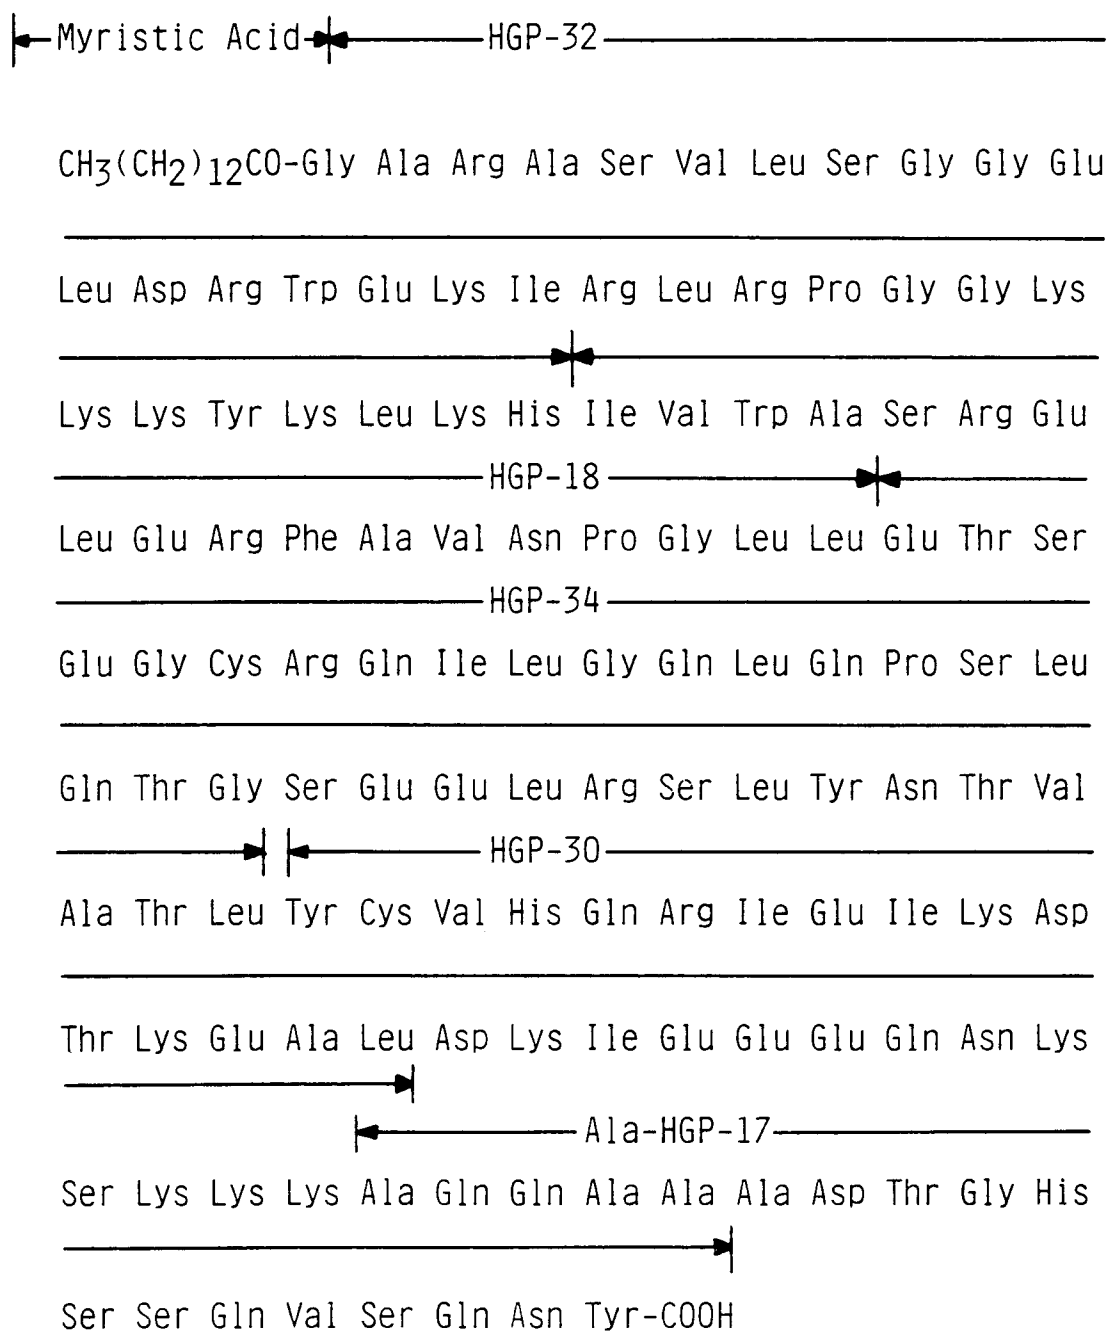 Myristic Acid HGP-32
CH3(CH2)12CO-Gly Ala Arg Ala Ser Val Leu Ser Gly Gly Glu
Leu Asp Arg Trp Glu Lys Ile Arg Leu Arg Pro Gly Gly Lys
Lys Lys Tyr Lys Leu Lys His Ile Val Trp Ala Ser Arg Glu
HGP-18
Leu Glu Arg Phe Ala Val Asn Pro Gly Leu Leu Glu Thr Ser
HGP-34
Glu Gly Cys Arg Gln Ile Leu Gly Gln Leu Gln Pro Ser Leu
Gln Thr Gly Ser Glu Glu Leu Arg Ser Leu Tyr Asn Thr Val
HGP-30
Ala Thr Leu Tyr Cys Val His Gln Arg Ile Glu Ile Lys Asp
Thr Lys Glu Ala Leu Asp Lys Ile Glu Glu Glu Gln Asn Lys
Ala-HGP-17
Ser Lys Lys Lys Ala Gln Gln Ala Ala Ala Asp Thr Gly His
Ser Ser Gln Val Ser Gln Asn Tyr-COOH